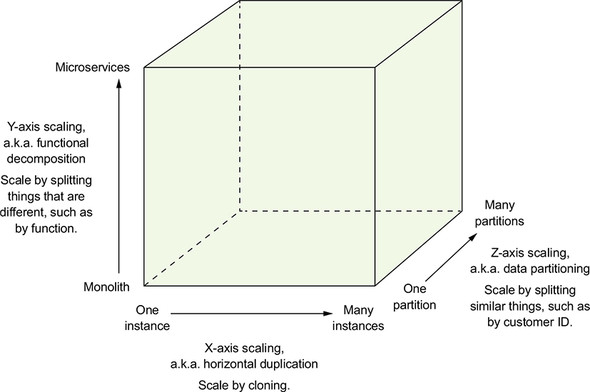 Microservices
Y-axis scaling,
a.k.a. functional
decomposition
Scale by splitting
things that are
different, such as
by function.
Monolith
One
instance
Many
instances
X-axis scaling,
a.k.a. horizontal duplication
Scale by cloning.
One
partition
Many
partitions
Z-axis scaling,
a.k.a. data partitioning
Scale by splitting
similar things, such as
by customer ID.